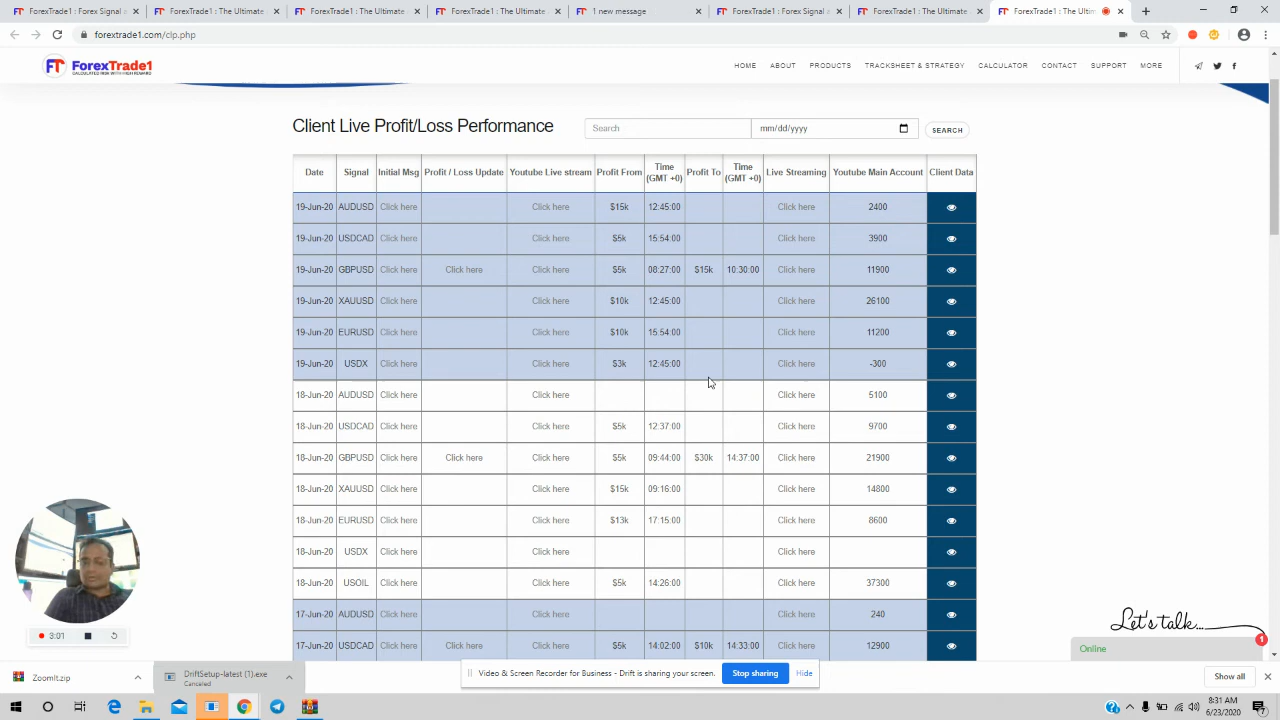 ForexTrade1 : Forex Signal a
ForexTrade1 : The Ultimate
ForexTrade1 : The Ultimate
ForexTrade1 : The Ultimate
1 new message
ForexTrade1 : Forex Signal a
ForexTrade1 : The Ultimate
ForexTrade1 : The Ultim
forextrade1.com/clp.php
FT ForexTrade1
CALCULATED RISK WITH HIGH REWARD
HOME ABOUT PRODUCTS TRACKSHEET & STRATEGY CALCULATOR CONTACT SUPPORT MORE
Client Live Profit/Loss Performance
Search mm/dd/yyyy SEARCH
Date Signal Initial Msg Profit / Loss Update Youtube Live stream Profit From Time (GMT +0) Profit To Time (GMT +0) Live Streaming Youtube Main Account Client Data
19-Jun-20 AUDUSD Click here Click here $15k 12:45:00 Click here 2400
19-Jun-20 USDCAD Click here Click here $5k 15:54:00 Click here 3900
19-Jun-20 GBPUSD Click here Click here Click here $5k 08:27:00 $15k 10:30:00 Click here 11900
19-Jun-20 XAUUSD Click here Click here $10k 12:45:00 Click here 26100
19-Jun-20 EURUSD Click here Click here $10k 15:54:00 Click here 11200
19-Jun-20 USDX Click here Click here $3k 12:45:00 Click here -300
18-Jun-20 AUDUSD Click here Click here Click here 5100
18-Jun-20 USDCAD Click here Click here $5k 12:37:00 Click here 9700
18-Jun-20 GBPUSD Click here Click here Click here $5k 09:44:00 $30k 14:37:00 Click here 21900
18-Jun-20 XAUUSD Click here Click here $15k 09:16:00 Click here 14800
18-Jun-20 EURUSD Click here Click here $13k 17:15:00 Click here 8600
18-Jun-20 USDX Click here Click here Click here
18-Jun-20 USOIL Click here Click here $5k 14:26:00 Click here 37300
17-Jun-20 AUDUSD Click here Click here Click here 240
17-Jun-20 USDCAD Click here Click here Click here $5k 14:02:00 $10k 14:33:00 Click here 12900
3:01
Let's talk...
Online
1
ZoomIt.zip
DriftSetup-latest (1).exe
Canceled
Video & Screen Recorder for Business - Drift is sharing your screen. Stop sharing Hide
Show all
8:31 AM
6/23/2020